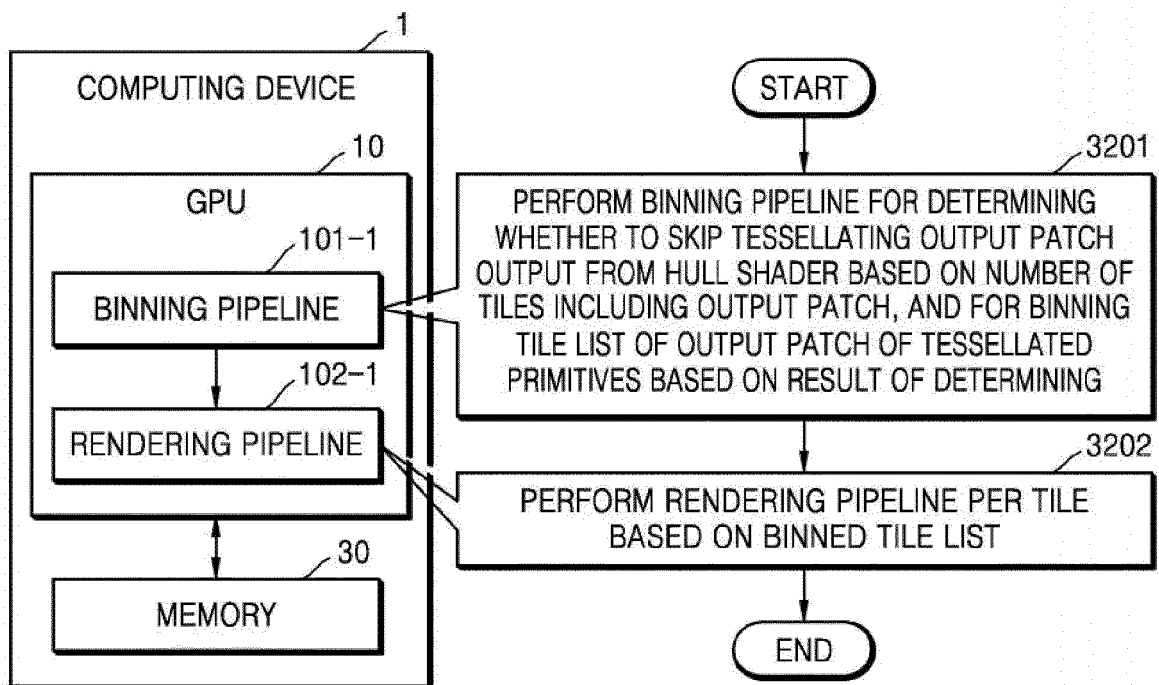 1
COMPUTING DEVICE
10
GPU
101-1
BINNING PIPELINE
102-1
RENDERING PIPELINE
30
MEMORY
START
3201
PERFORM BINNING PIPELINE FOR DETERMINING
WHETHER TO SKIP TESSELLATING OUTPUT PATCH
OUTPUT FROM HULL SHADER BASED ON NUMBER OF
TILES INCLUDING OUTPUT PATCH, AND FOR BINNING
TILE LIST OF OUTPUT PATCH OF TESSELLATED
PRIMITIVES BASED ON RESULT OF DETERMINING
3202
PERFORM RENDERING PIPELINE PER TILE
BASED ON BINNED TILE LIST
END